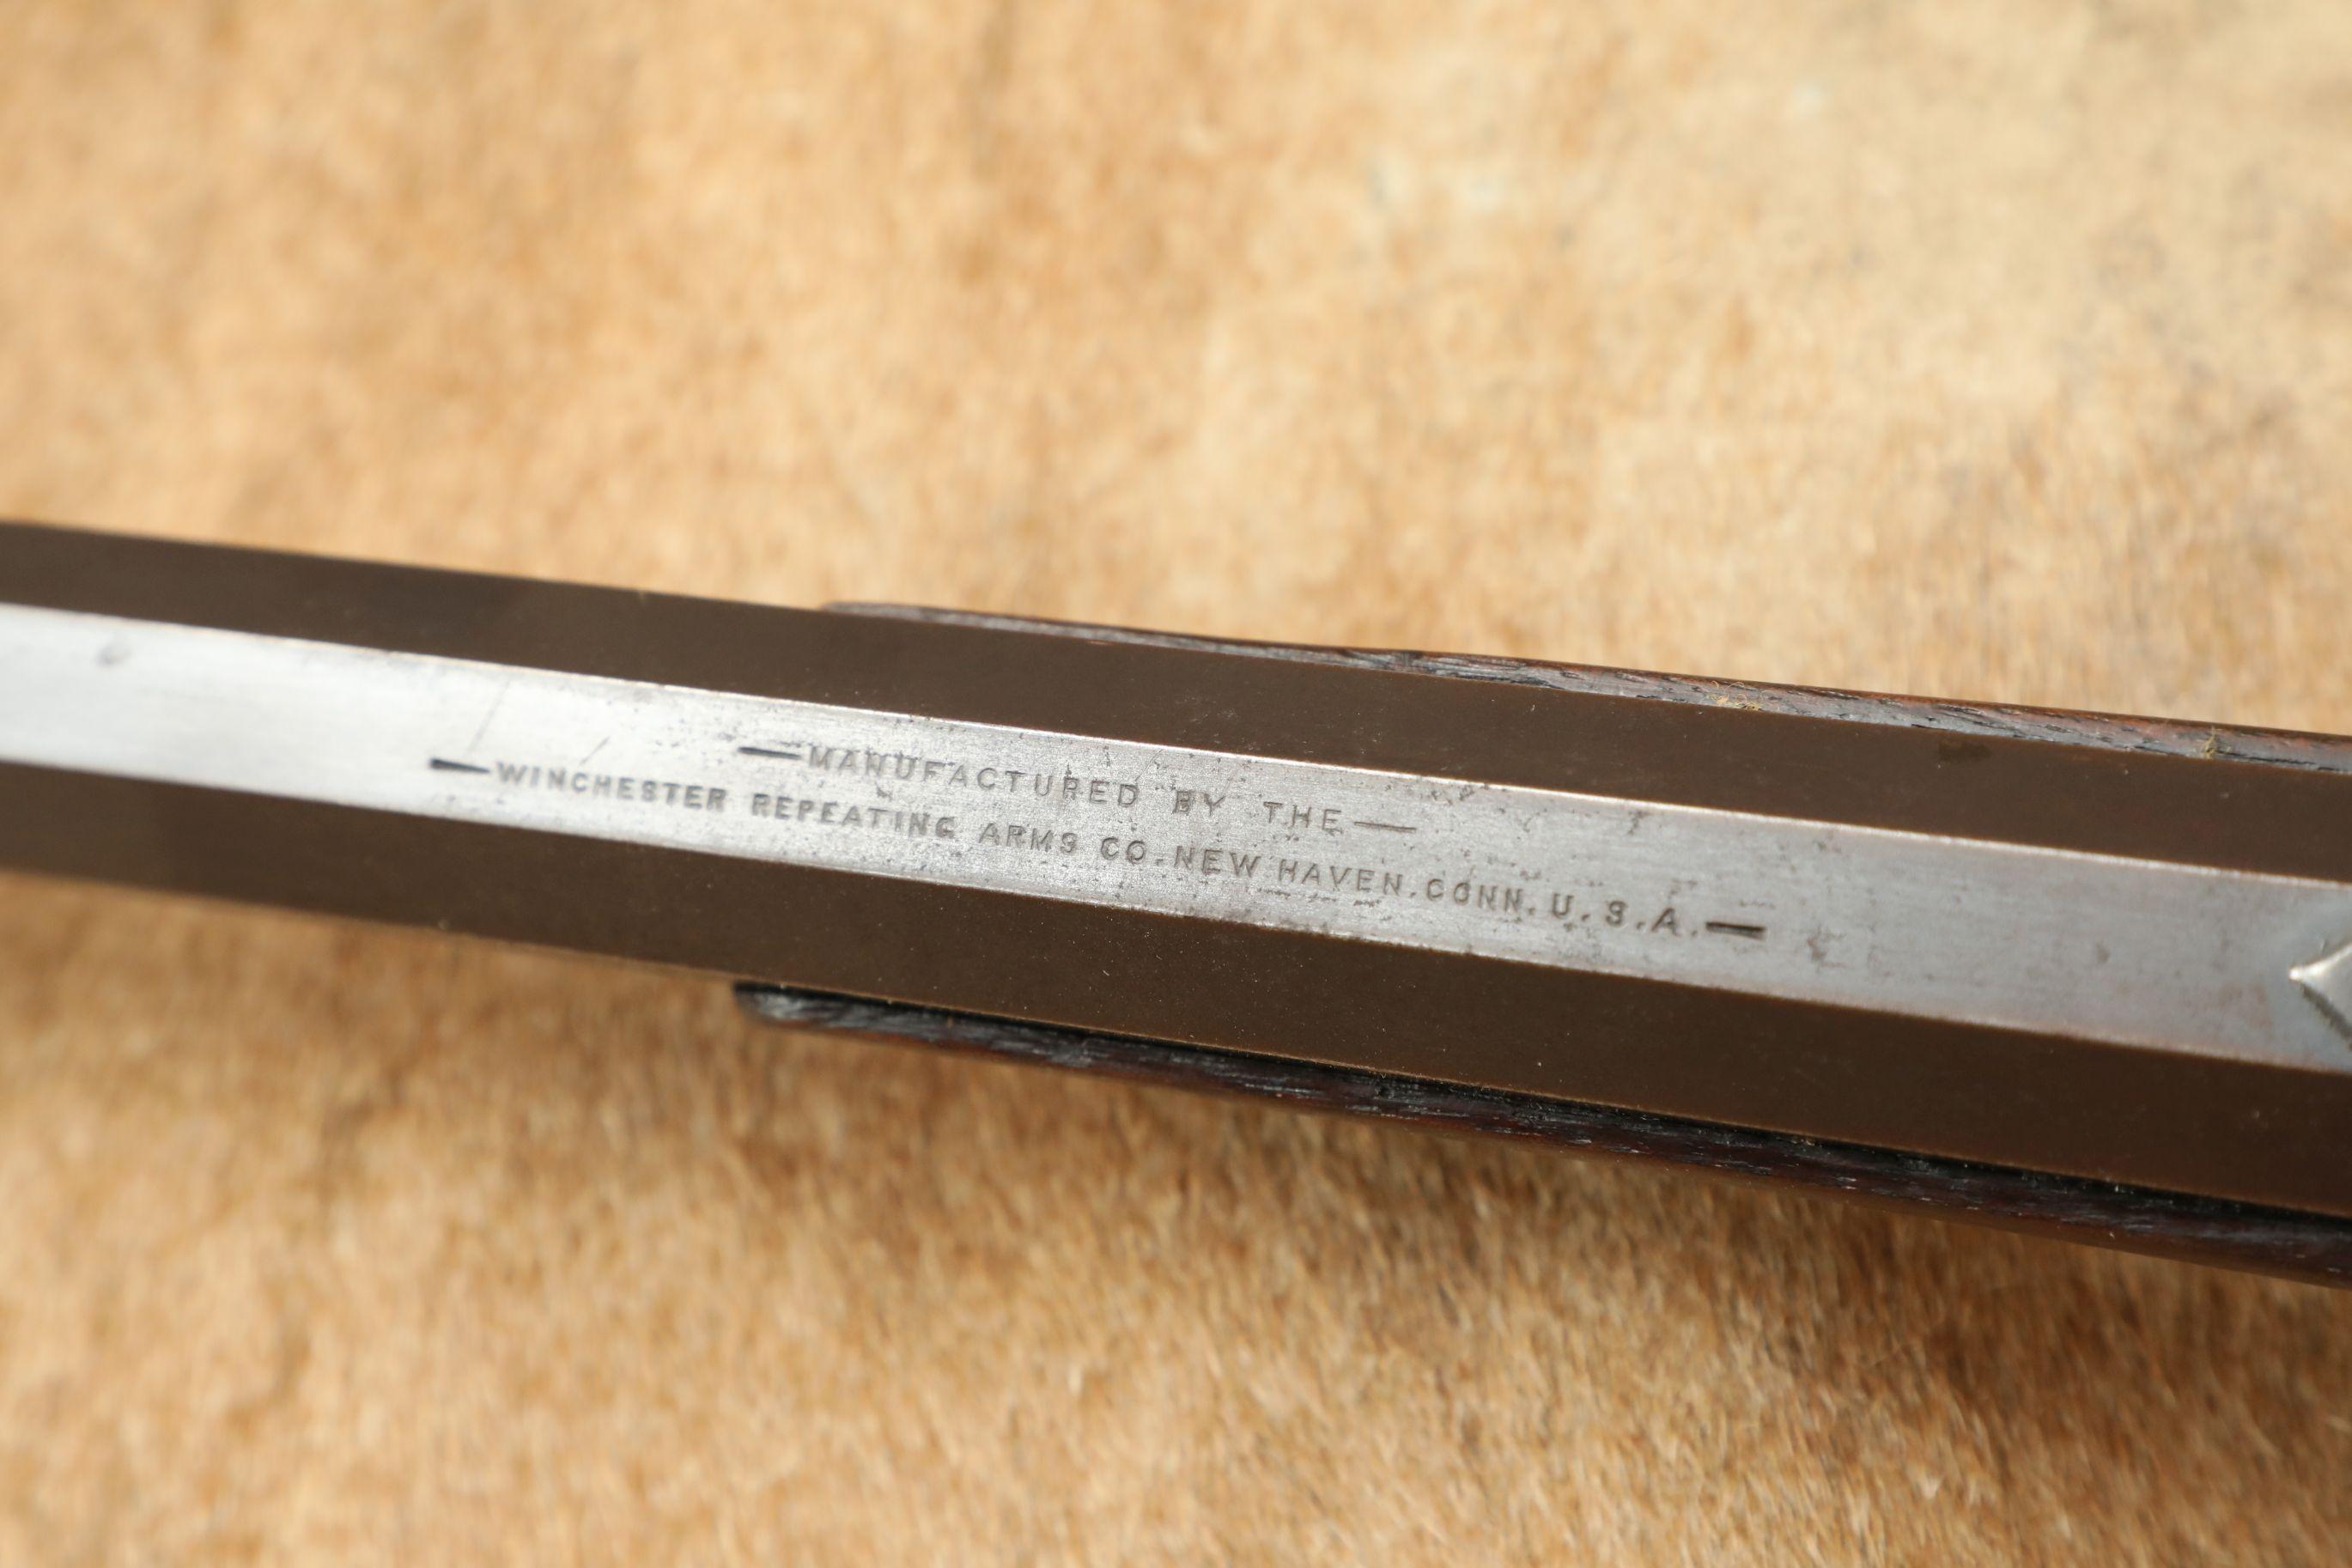 —MANUFACTURED BY THE—
—WINCHESTER REPEATING ARMS CO. NEW HAVEN. CONN. U. S. A.—